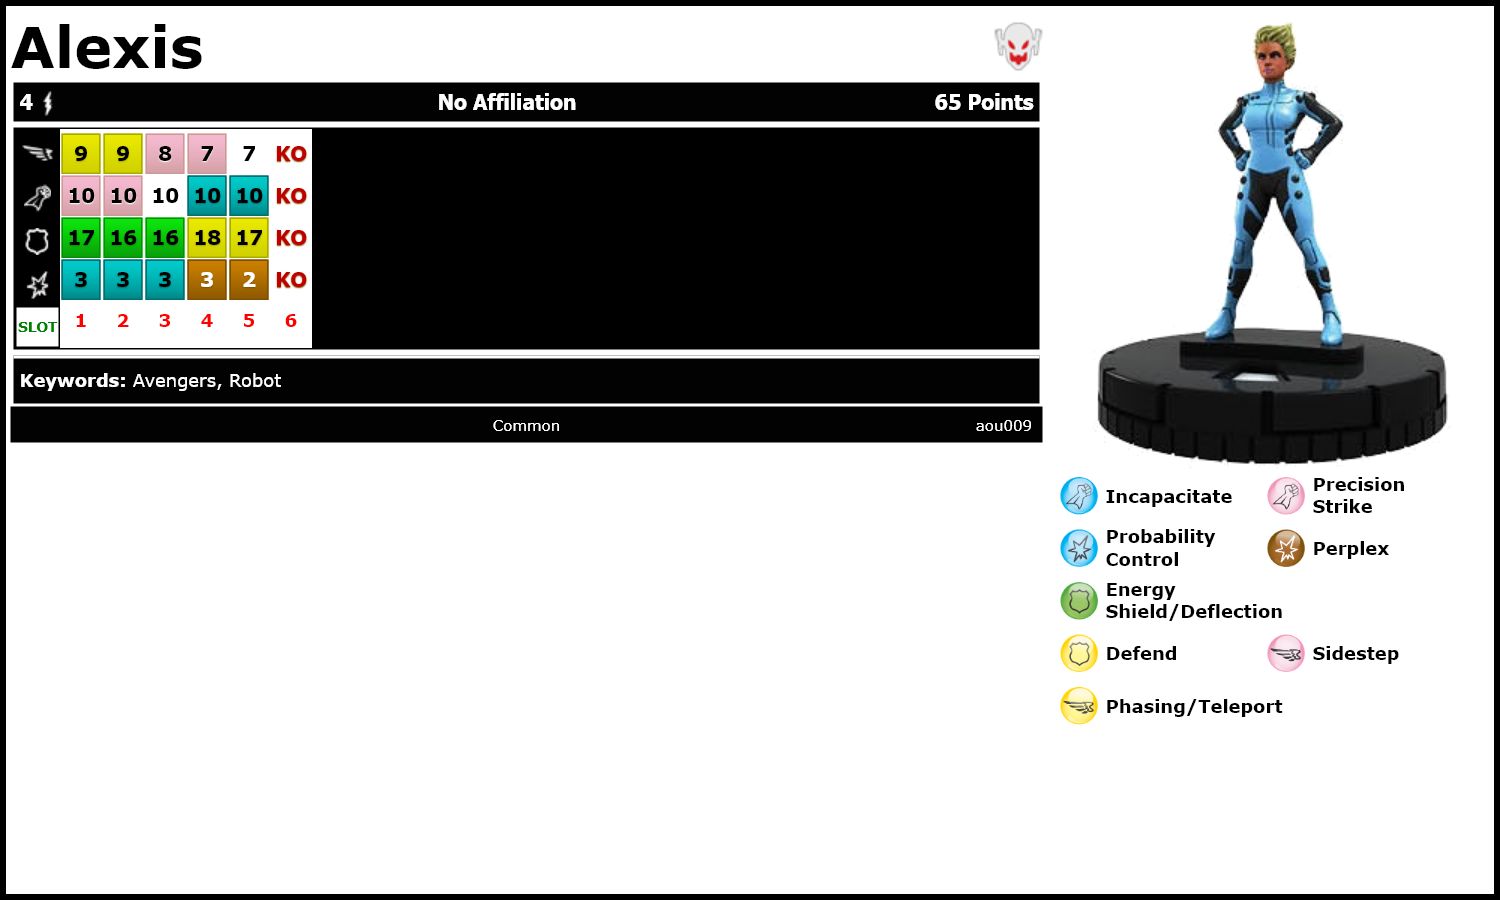 Alexis
4 No Affiliation 65 Points
9 9 8 7 7 KO
10 10 10 10 10 KO
17 16 16 18 17 KO
3 3 3 3 2 KO
SLOT 1 2 3 4 5 6
Keywords: Avengers, Robot
Common aou009
Incapacitate
Precision
Strike
Probability
Control
Perplex
Energy
Shield/Deflection
Defend
Sidestep
Phasing/Teleport